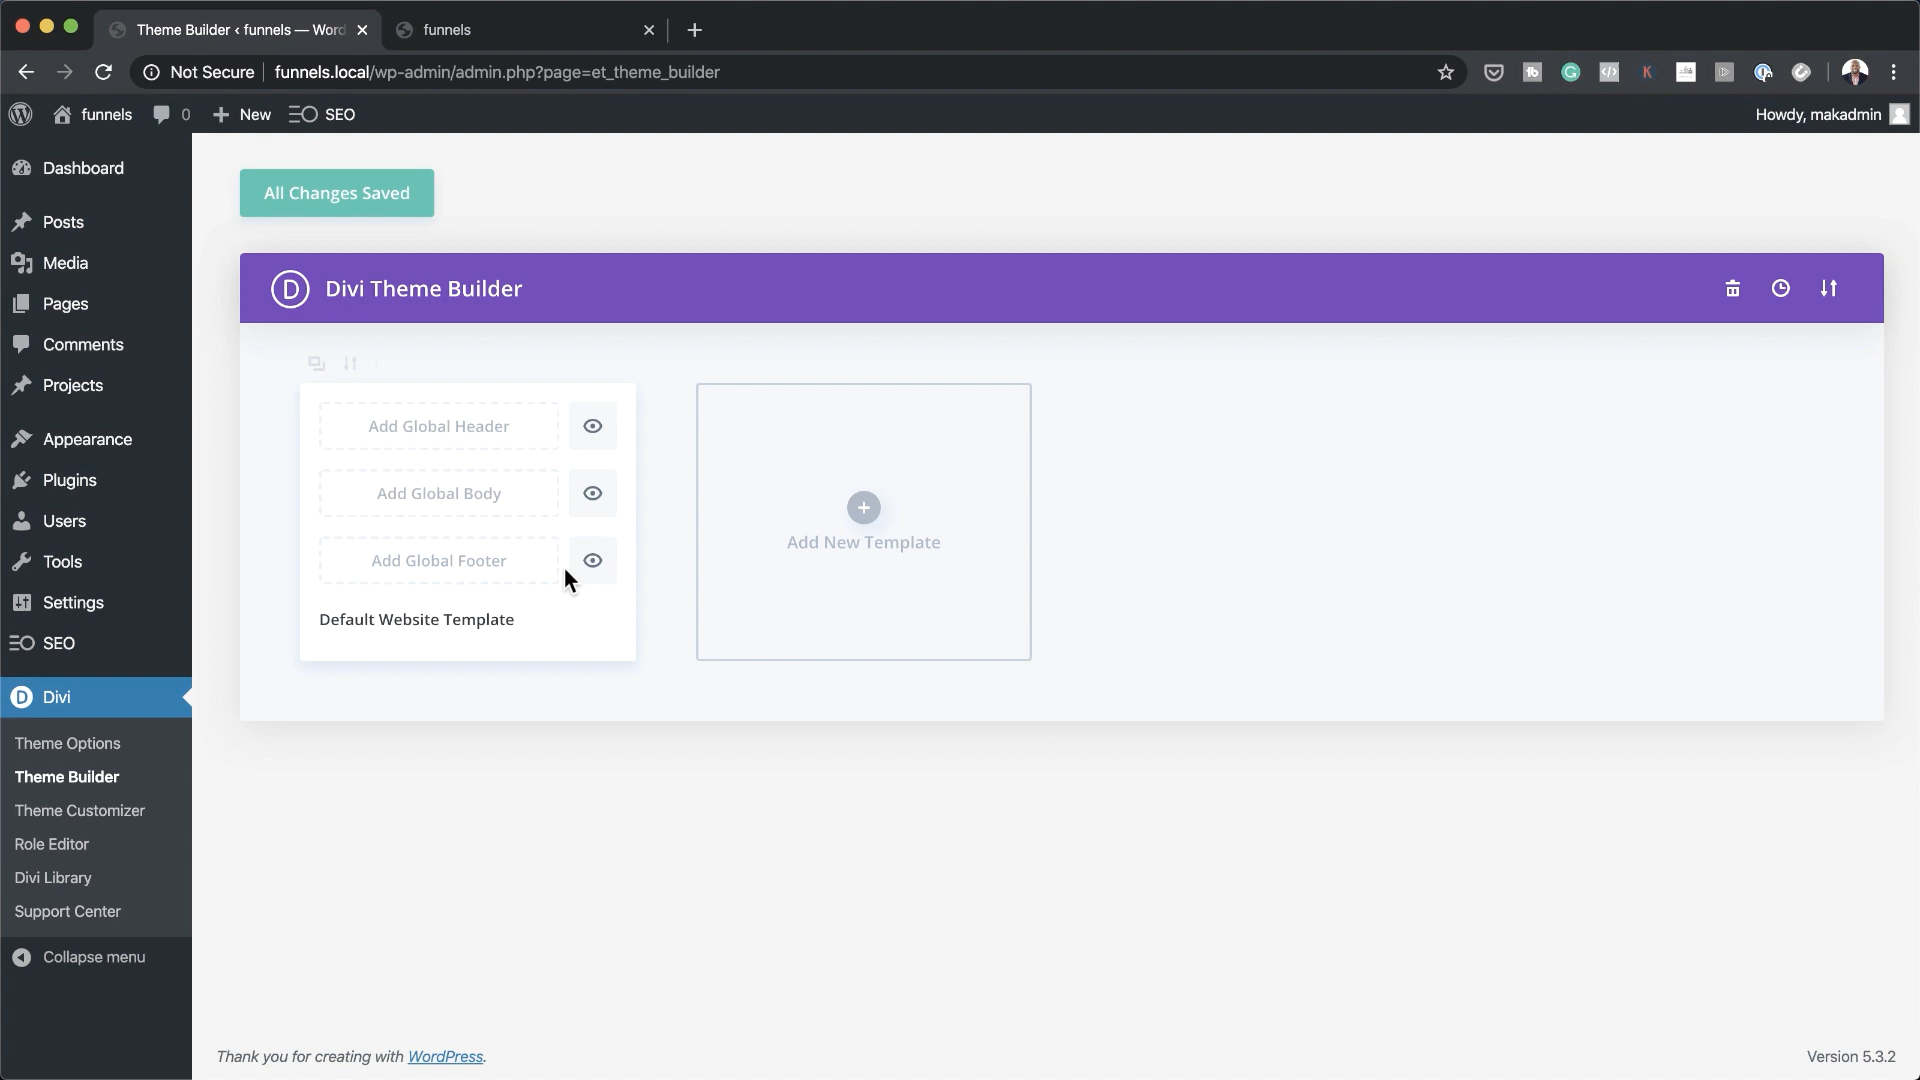 Theme Builder ‹ funnels — Word
funnels
Not Secure
funnels.local/wp-admin/admin.php?page=et_theme_builder
funnels
0
New
SEO
Howdy, makadmin
Dashboard
Posts
Media
Pages
Comments
Projects
Appearance
Plugins
Users
Tools
Settings
SEO
Divi
Theme Options
Theme Builder
Theme Customizer
Role Editor
Divi Library
Support Center
Collapse menu
All Changes Saved
D Divi Theme Builder
Add Global Header
Add Global Body
Add Global Footer
Default Website Template
Add New Template
Thank you for creating with WordPress.
Version 5.3.2